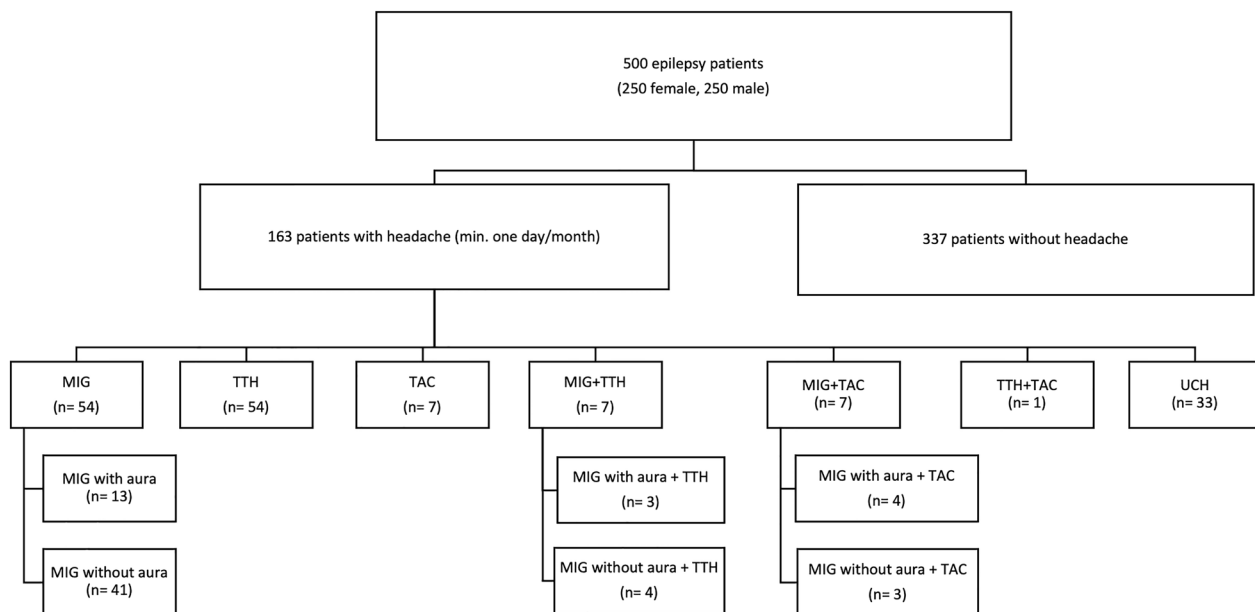 500 epilepsy patients
(250 female, 250 male)
163 patients with headache (min. one day/month)
337 patients without headache
MIG
(n= 54)
TTH
(n= 54)
TAC
(n= 7)
MIG+TTH
(n= 7)
MIG+TAC
(n= 7)
TTH+TAC
(n= 1)
UCH
(n= 33)
MIG with aura
(n= 13)
MIG with aura + TTH
(n= 3)
MIG with aura + TAC
(n= 4)
MIG without aura
(n= 41)
MIG without aura + TTH
(n= 4)
MIG without aura + TAC
(n= 3)